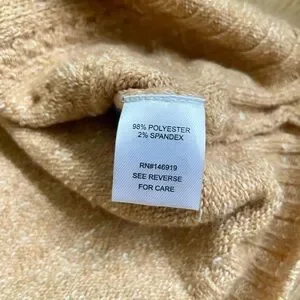 98% POLYESTER
2% SPANDEX
RN#146919
SEE REVERSE
FOR CARE